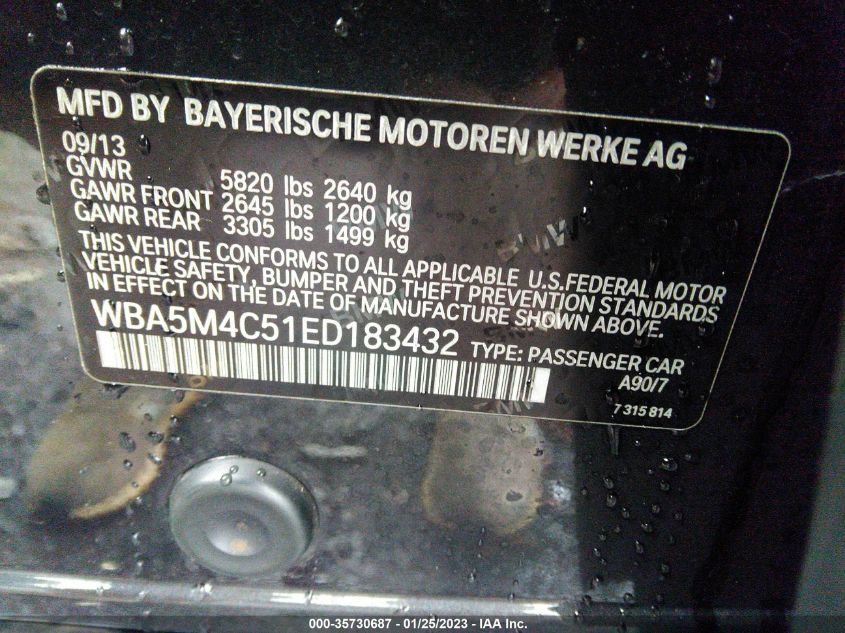 MFD BY BAYERISCHE MOTOREN WERKE AG
09/13
GVWR 5820 lbs 2640 kg
GAWR FRONT 2645 lbs 1200 kg
GAWR REAR 3305 lbs 1499 kg
THIS VEHICLE CONFORMS TO ALL APPLICABLE U.S.FEDERAL MOTOR
VEHICLE SAFETY, BUMPER AND THEFT PREVENTION STANDARDS
IN EFFECT ON THE DATE OF MANUFACTURE SHOWN ABOVE.
WBA5M4C51ED183432 TYPE: PASSENGER CAR
A90/7
7 315 814
000-35730687 - 01/25/2023 - IAA Inc.